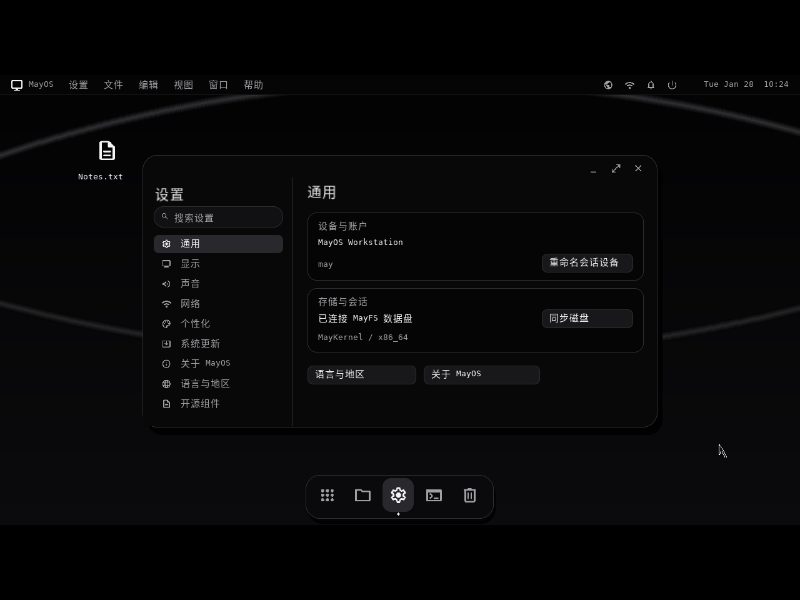 MayOS 设置 文件 编辑 视图 窗口 帮助 Tue Jan 20 10:24
Notes.txt
设置
搜索设置
通用
显示
声音
网络
个性化
系统更新
关于 MayOS
语言与地区
开源组件
通用
设备与账户
MayOS Workstation
may
重命名会话设备
存储与会话
已连接 MayFS 数据盘
同步磁盘
MayKernel / x86_64
语言与地区 关于 MayOS